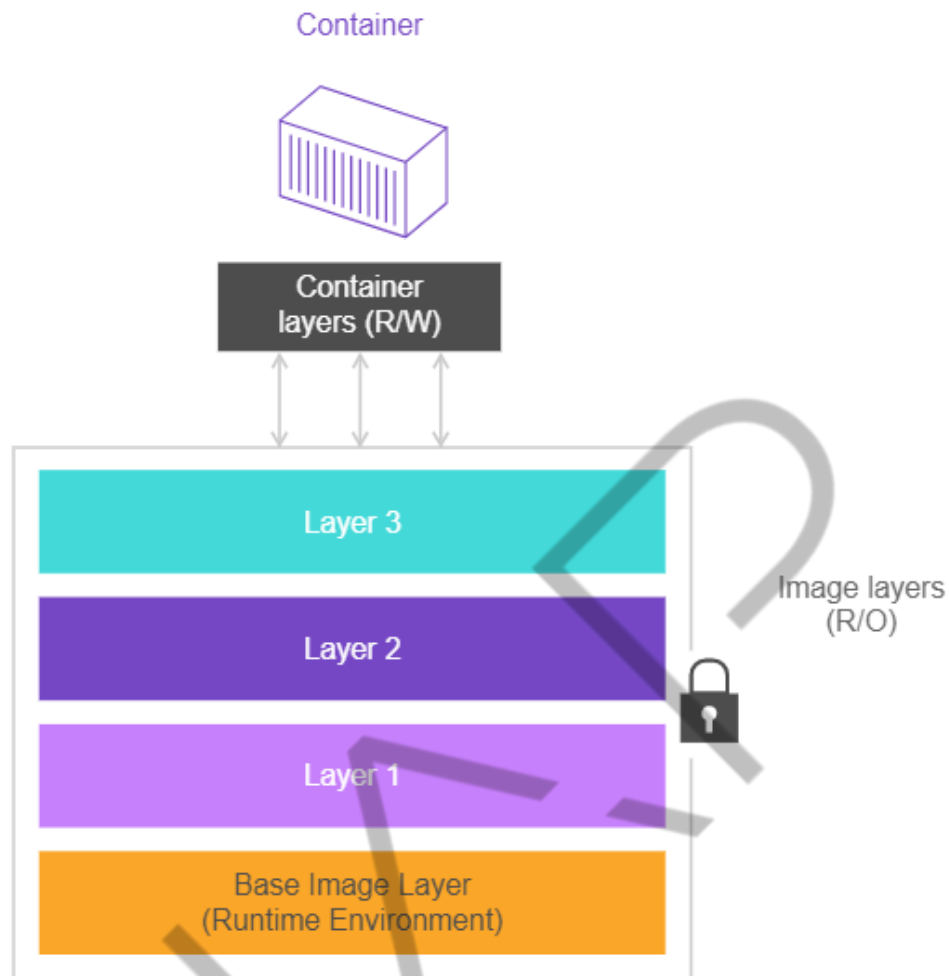 Container
Container
layers (R/W)
Layer 3
Image layers
(R/O)
Layer 2
Layer 1
Base Image Layer
(Runtime Environment)